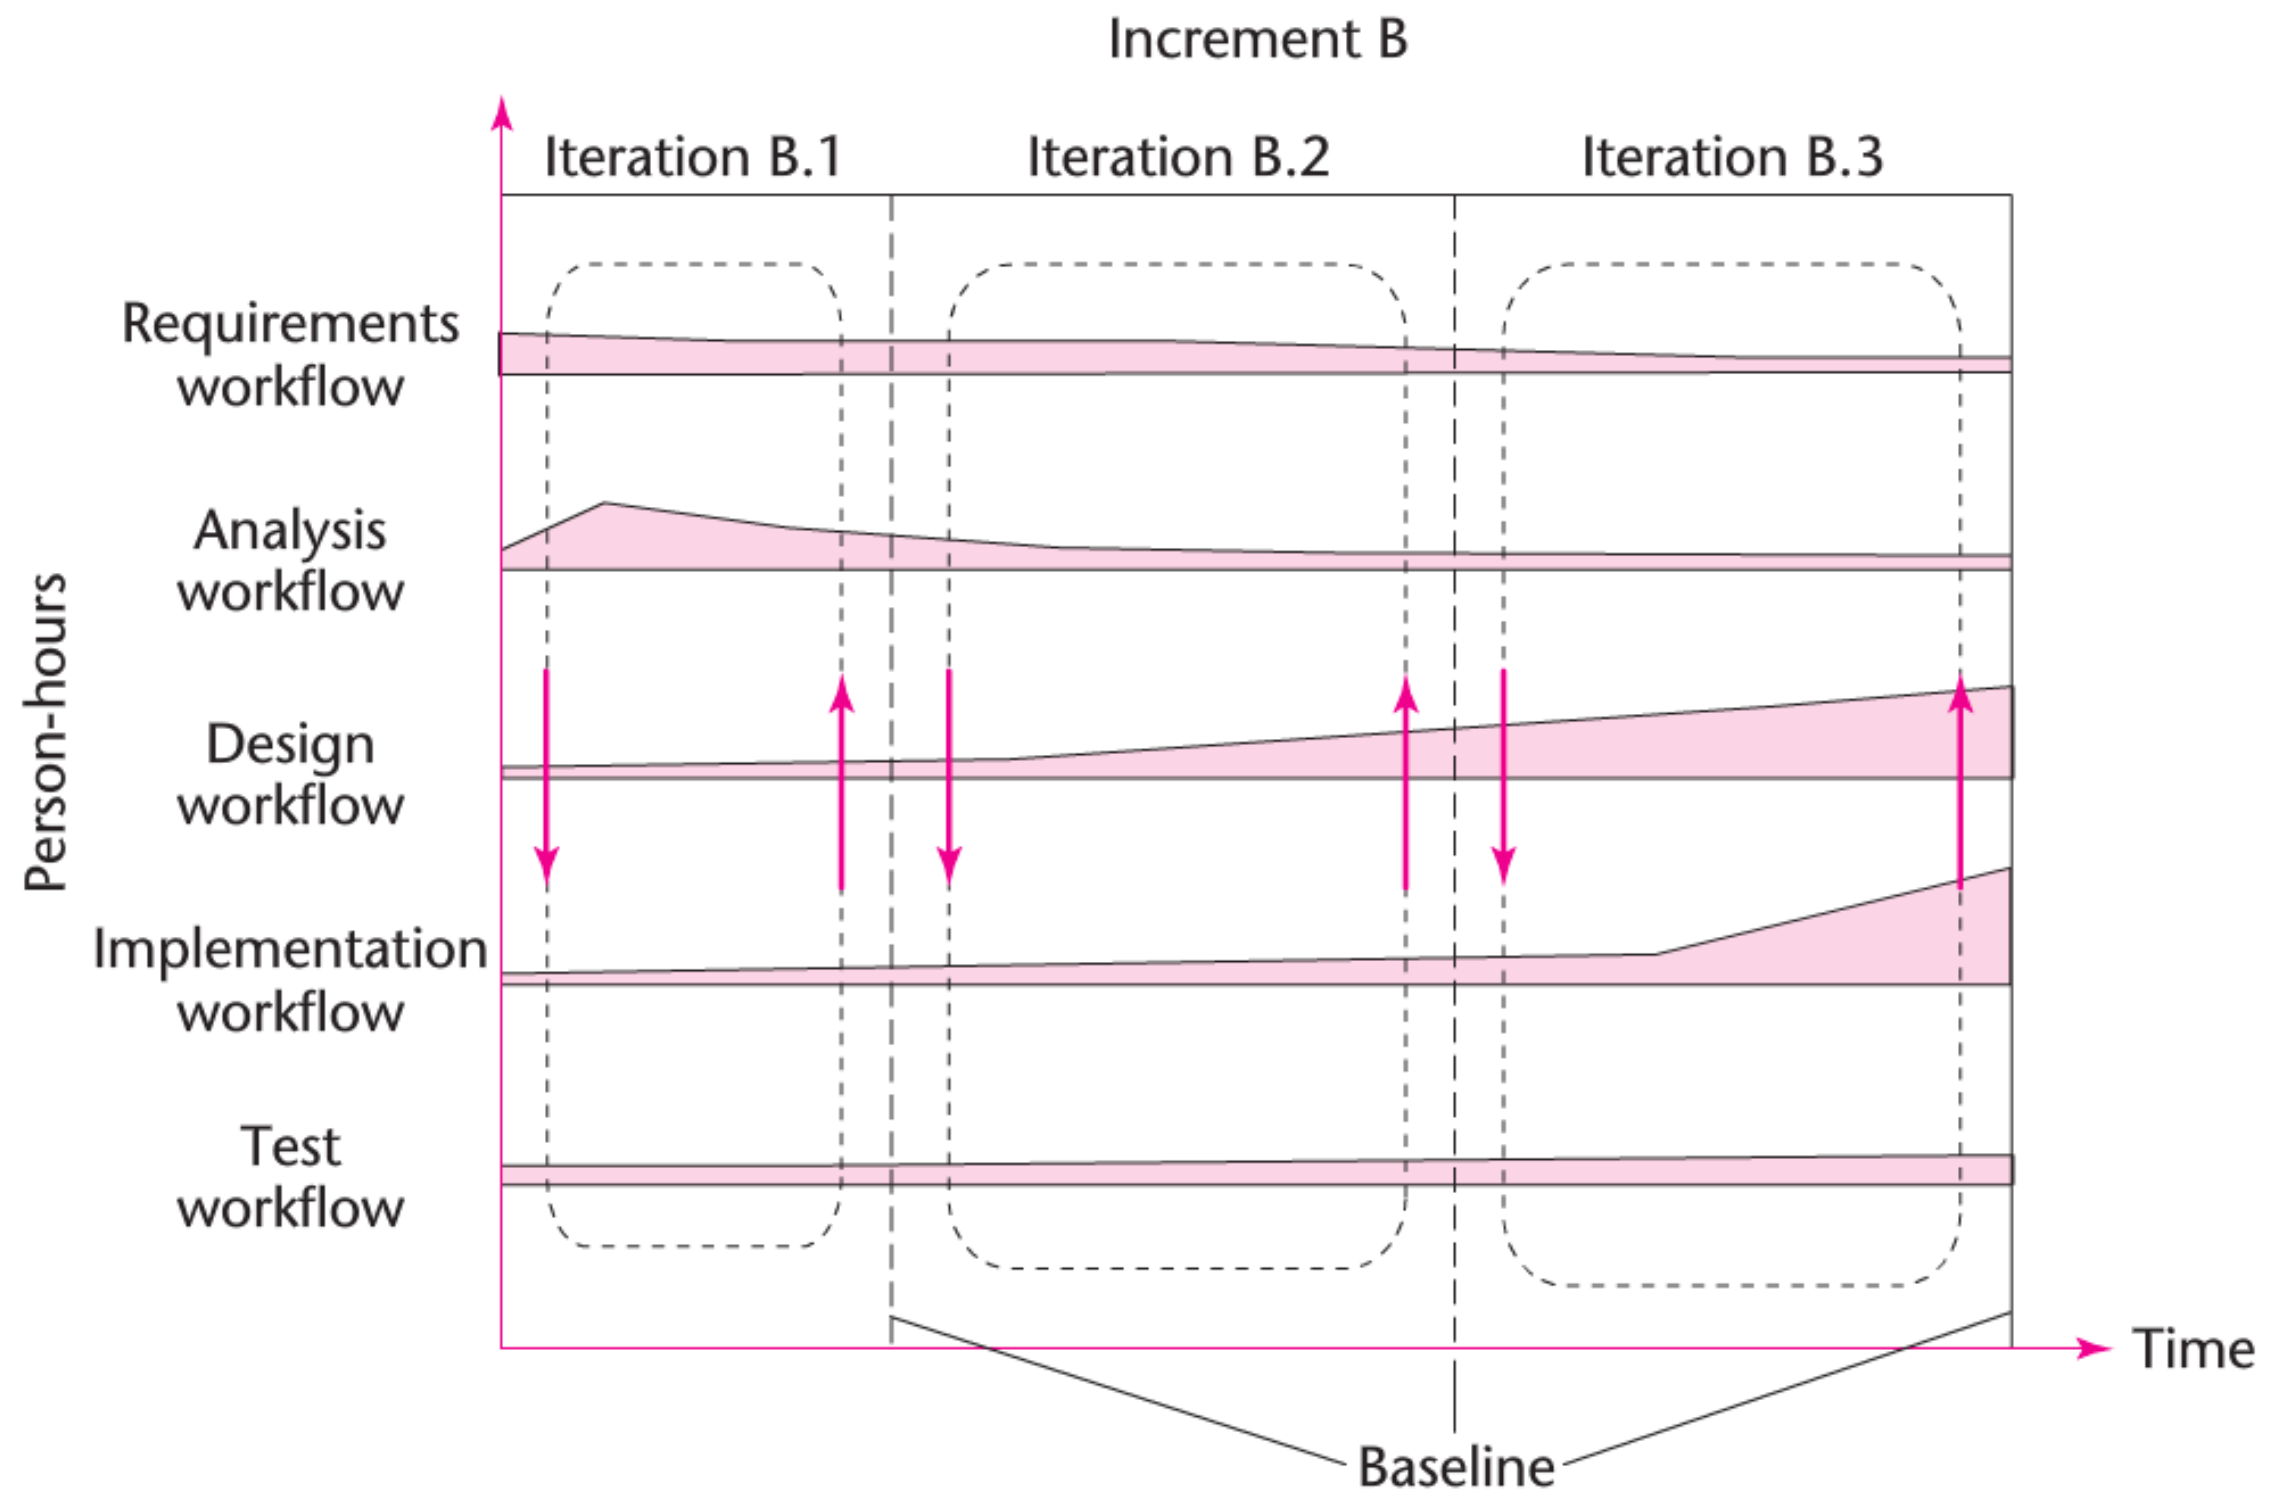 Increment B
Iteration B.1
Iteration B.2
Iteration B.3
Requirements
workflow
Analysis
workflow
Design
workflow
Implementation
workflow
Test
workflow
Person-hours
Time
Baseline